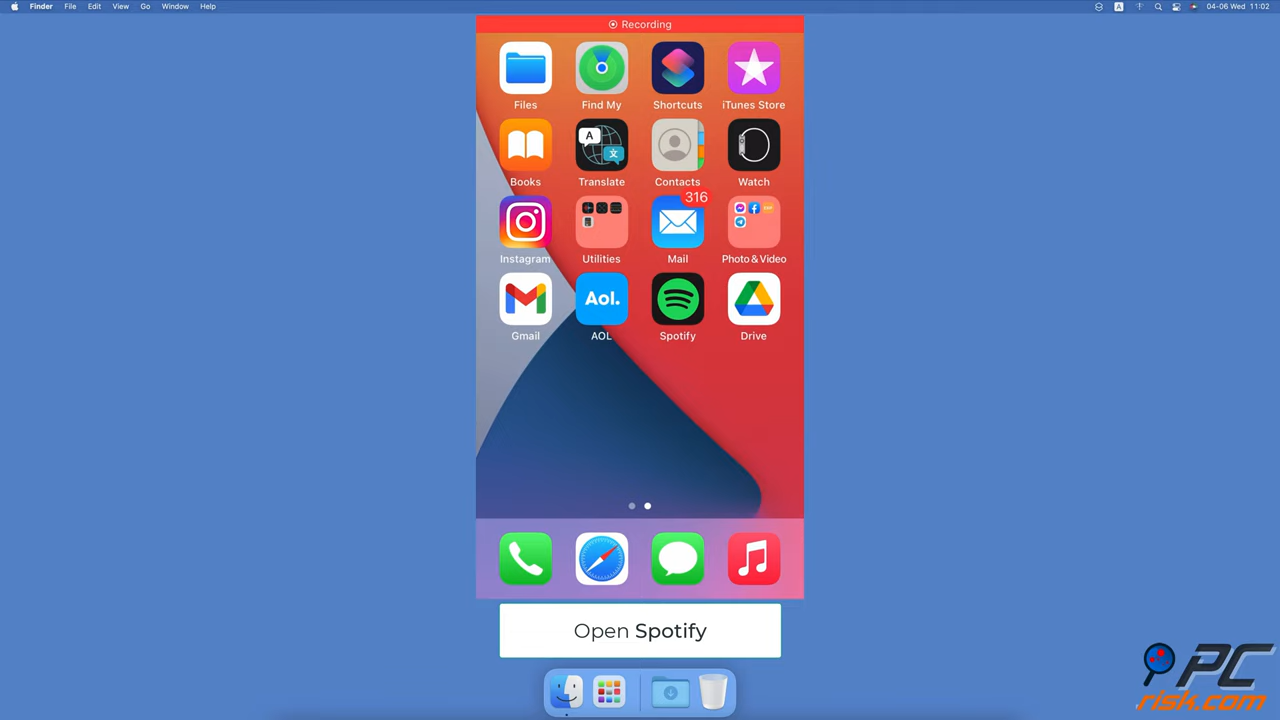 Finder File Edit View Go Window Help
A 04-06 Wed 11:02
Recording
Files Find My Shortcuts iTunes Store
A 文
Books Translate Contacts Watch
316
Instagram Utilities Mail Photo & Video
Aol.
Gmail AOL Spotify Drive
Open Spotify
PC
risk.com